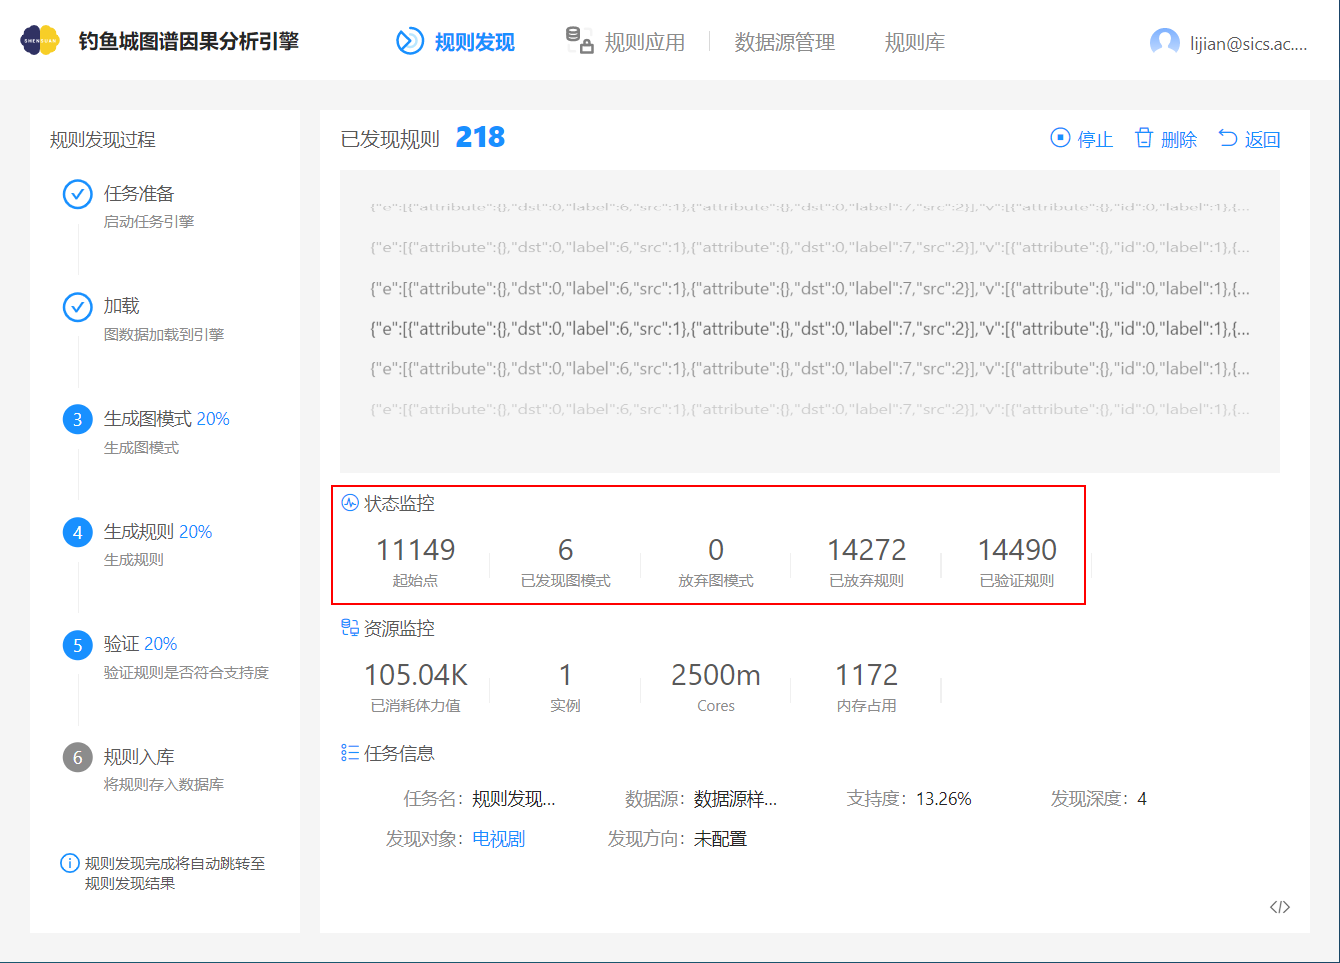 SHENGUAN
钓鱼城图谱因果分析引擎
规则发现
规则应用
数据源管理
规则库
lijian@sics.ac....
规则发现过程
任务准备
启动任务引擎
加载
图数据加载到引擎
3 生成图模式 20%
生成图模式
4 生成规则 20%
生成规则
5 验证 20%
验证规则是否符合支持度
6 规则入库
将规则存入数据库
规则发现完成将自动跳转至
规则发现结果
已发现规则 218
停止 删除 返回
{"e":[{"attribute":{},"dst":0,"label":6,"src":1},{"attribute":{},"dst":0,"label":7,"src":2}],"v":[{"attribute":{},"id":0,"label":1},{...
{"e":[{"attribute":{},"dst":0,"label":6,"src":1},{"attribute":{},"dst":0,"label":7,"src":2}],"v":[{"attribute":{},"id":0,"label":1},{...
{"e":[{"attribute":{},"dst":0,"label":6,"src":1},{"attribute":{},"dst":0,"label":7,"src":2}],"v":[{"attribute":{},"id":0,"label":1},{...
{"e":[{"attribute":{},"dst":0,"label":6,"src":1},{"attribute":{},"dst":0,"label":7,"src":2}],"v":[{"attribute":{},"id":0,"label":1},{...
{"e":[{"attribute":{},"dst":0,"label":6,"src":1},{"attribute":{},"dst":0,"label":7,"src":2}],"v":[{"attribute":{},"id":0,"label":1},{...
{"e":[{"attribute":{},"dst":0,"label":6,"src":1},{"attribute":{},"dst":0,"label":7,"src":2}],"v":[{"attribute":{},"id":0,"label":1},{...
状态监控
11149 6 0 14272 14490
起始点 已发现图模式 放弃图模式 已放弃规则 已验证规则
资源监控
105.04K 1 2500m 1172
已消耗体力值 实例 Cores 内存占用
任务信息
任务名： 规则发现... 数据源： 数据源样... 支持度： 13.26% 发现深度： 4
发现对象： 电视剧 发现方向： 未配置
</>